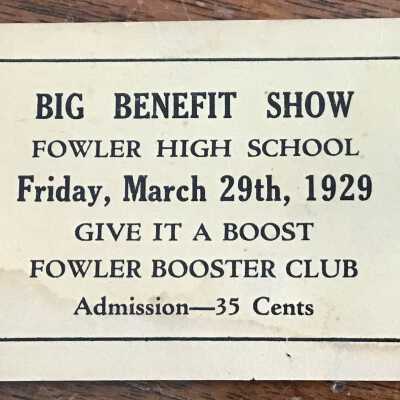 BIG BENEFIT SHOW
FOWLER HIGH SCHOOL
Friday, March 29th, 1929
GIVE IT A BOOST
FOWLER BOOSTER CLUB
Admission—35 Cents